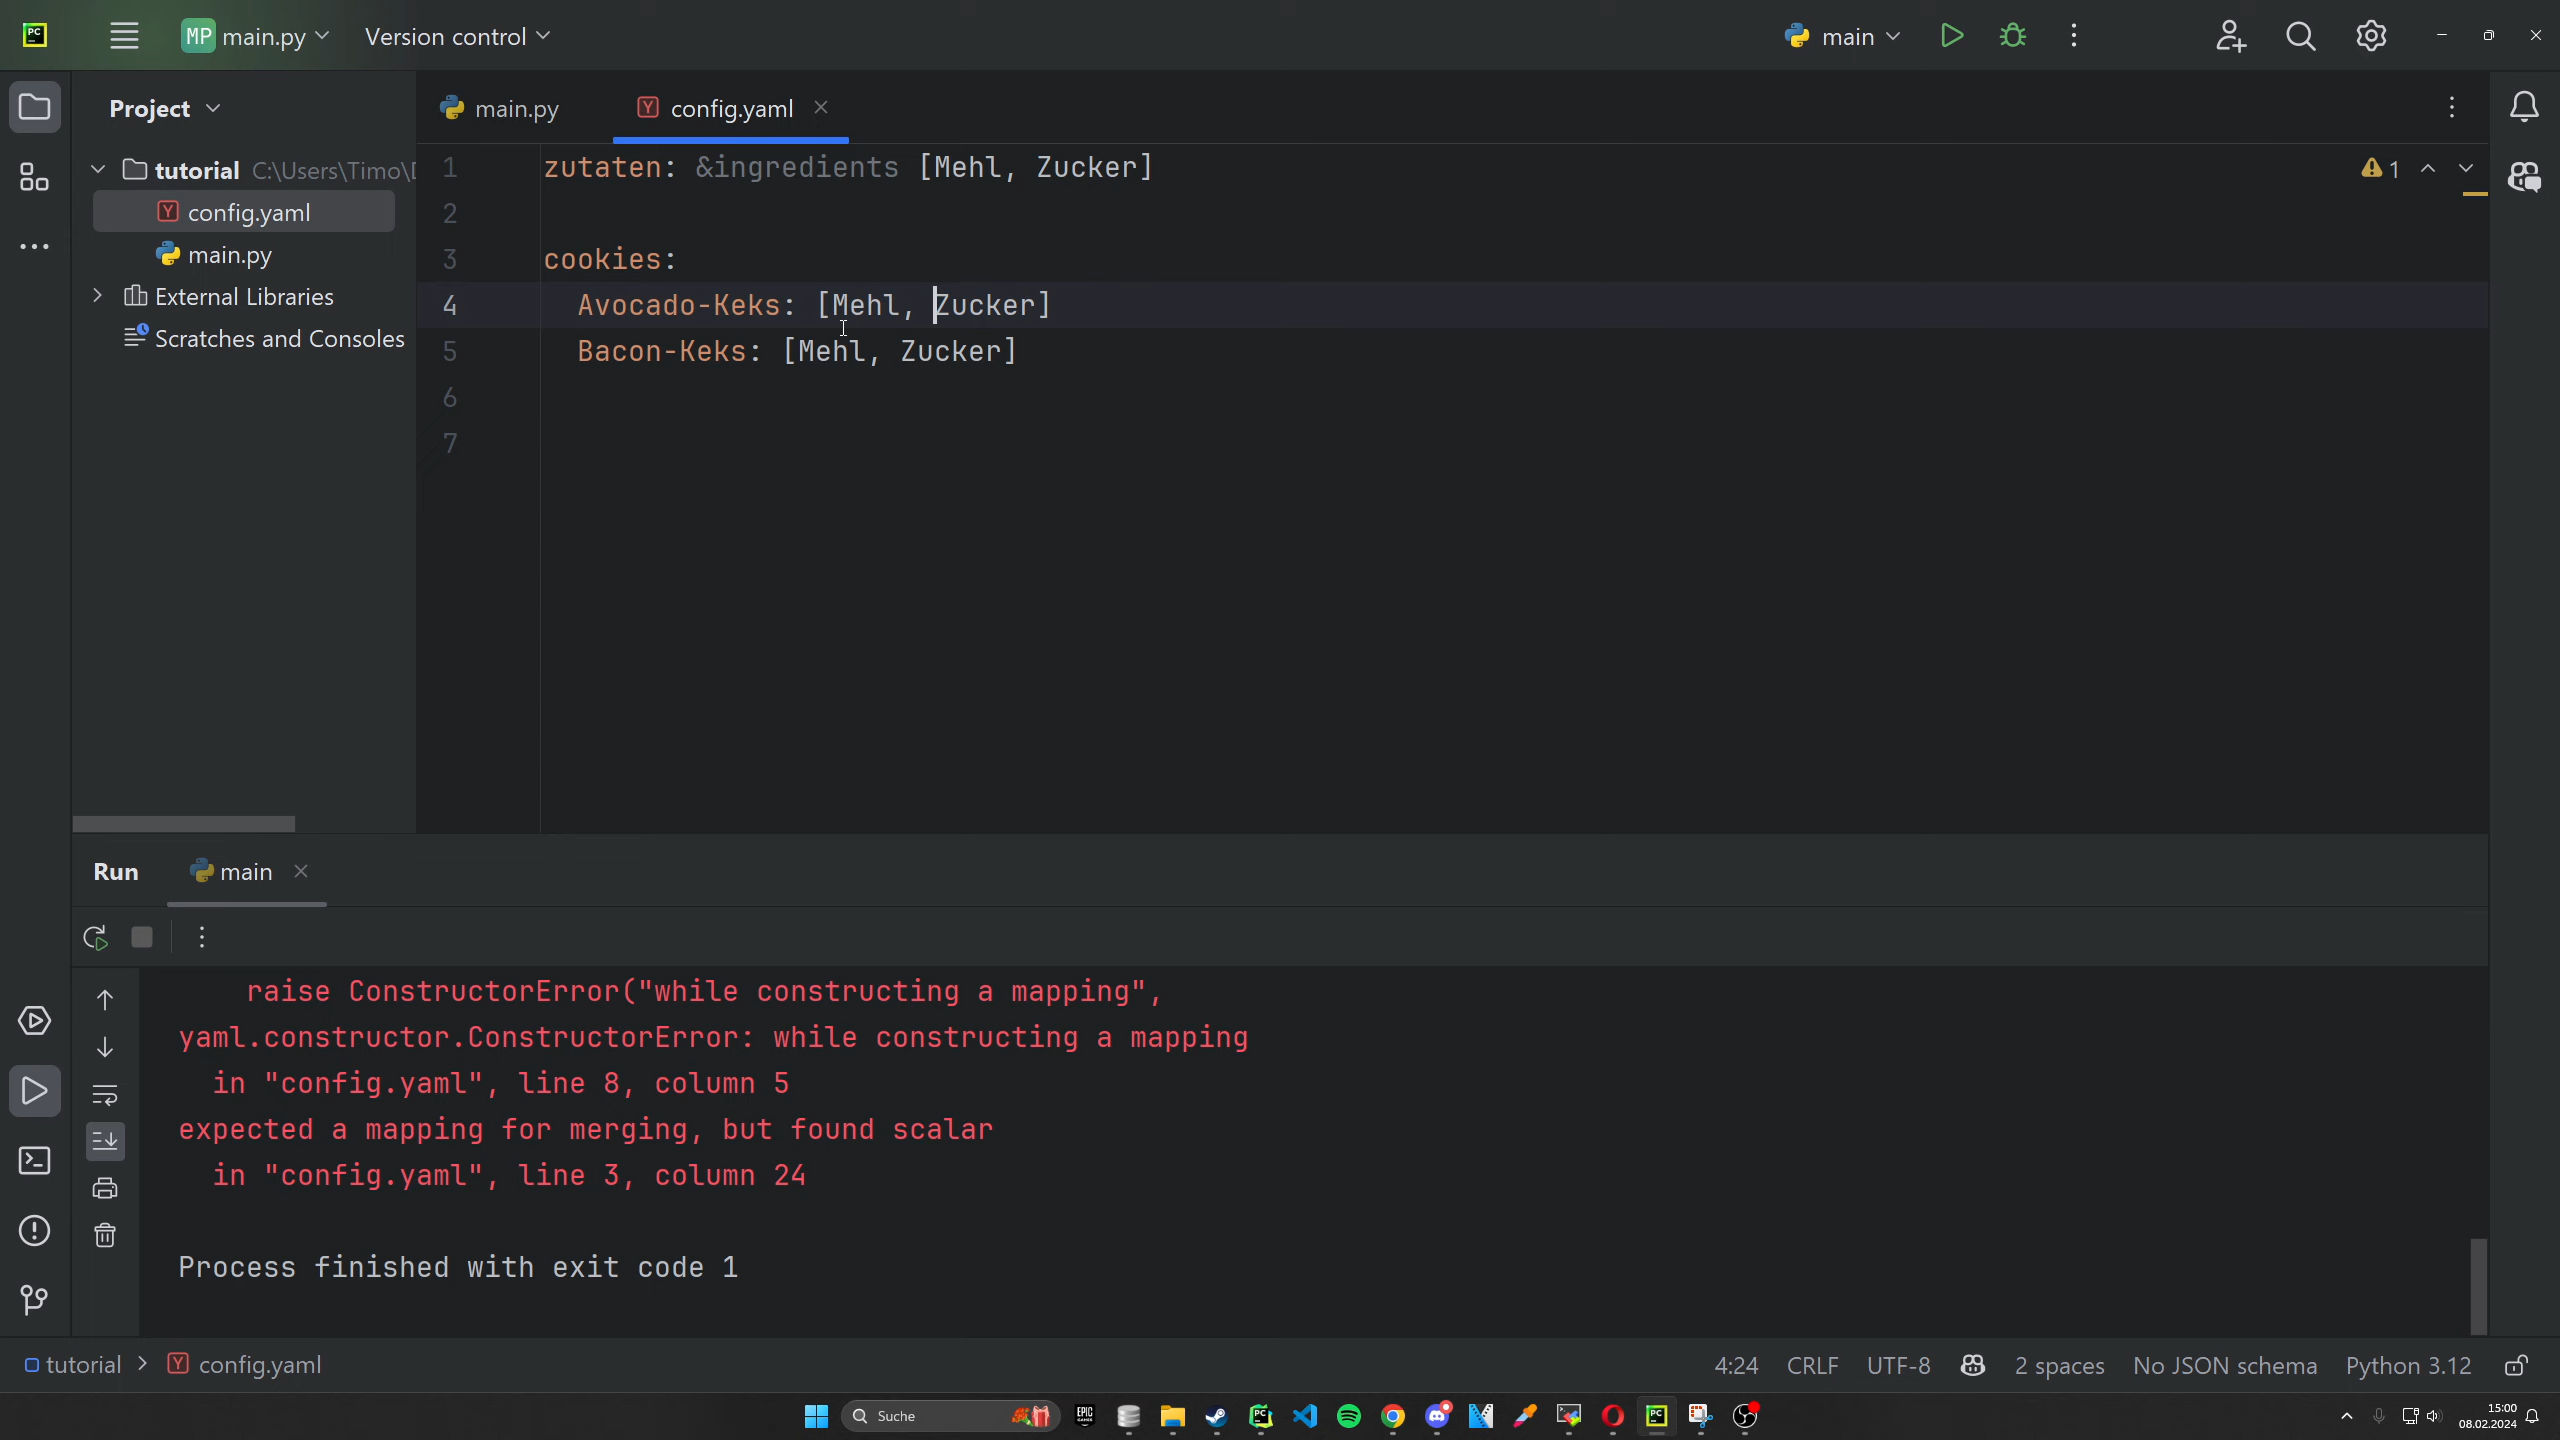 PC
MP main.py
Version control
main
Project
main.py
config.yaml
tutorial C:\Users\Timo\D
config.yaml
main.py
External Libraries
Scratches and Consoles
1 zutaten: &ingredients [Mehl, Zucker]
2
3 cookies:
4 Avocado-Keks: [Mehl, Zucker]
5 Bacon-Keks: [Mehl, Zucker]
6
7
1
Run
main
raise ConstructorError("while constructing a mapping",
yaml.constructor.ConstructorError: while constructing a mapping
in "config.yaml", line 8, column 5
expected a mapping for merging, but found scalar
in "config.yaml", line 3, column 24
Process finished with exit code 1
tutorial > config.yaml
4:24 CRLF UTF-8 2 spaces No JSON schema Python 3.12
Suche
EPIC
PC
PC
15:00
08.02.2024